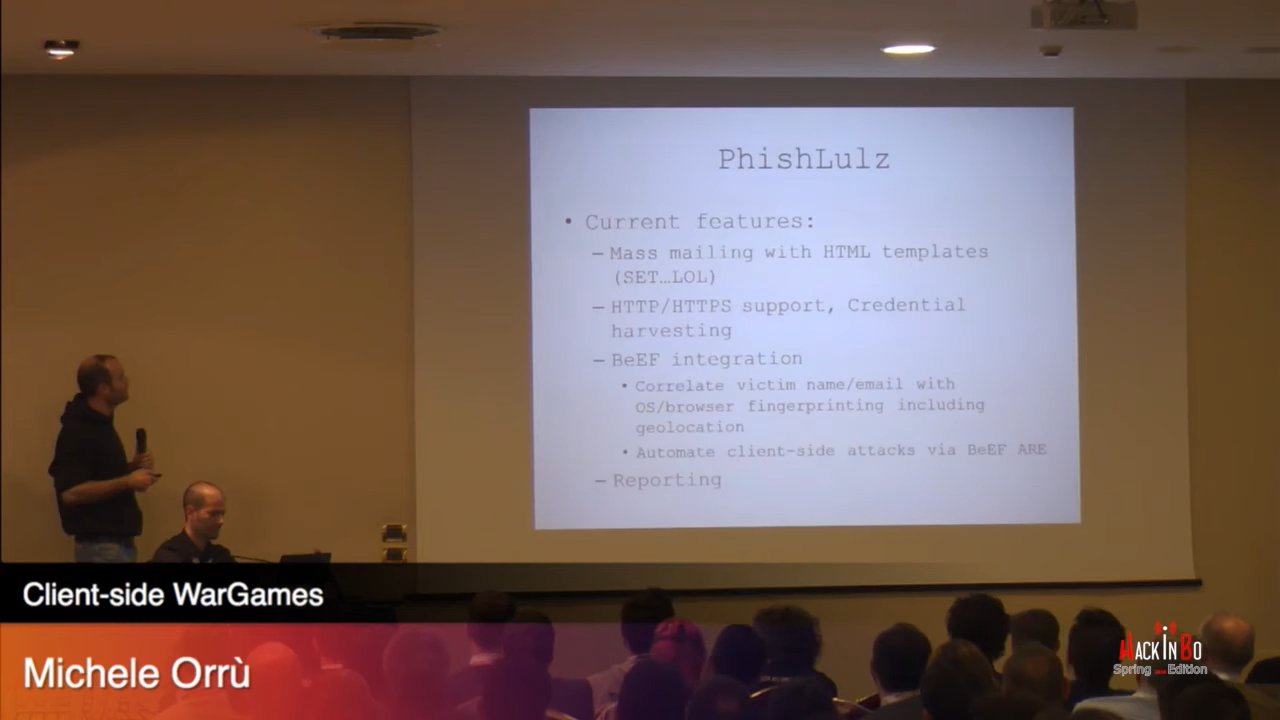 PhishLulz
• Current features:
– Mass mailing with HTML templates
(SET…LOL)
– HTTP/HTTPS support, Credential
harvesting
– BeEF integration
• Correlate victim name/email with
OS/browser fingerprinting including
geolocation
• Automate client-side attacks via BeEF ARE
– Reporting
Client-side WarGames
Michele Orrù
HackInBo
Spring Edition